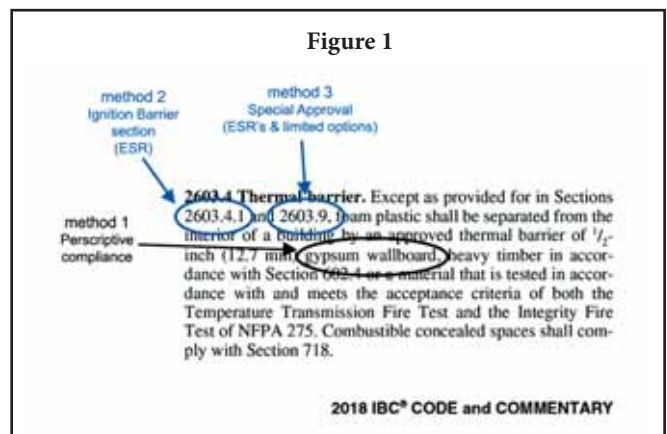 Figure 1
method 2
Ignition Barrier
section
(ESR)
method 3
Special Approval
(ESR's & limited options)
method 1
Perscriptive
compliance
2603.4 Thermal barrier. Except as provided for in Sections
2603.4.1 and 2603.9, foam plastic shall be separated from the
interior of a building by an approved thermal barrier of 1/2-
inch (12.7 mm) gypsum wallboard, heavy timber in accor-
dance with Section 602.4 or a material that is tested in accor-
dance with and meets the acceptance criteria of both the
Temperature Transmission Fire Test and the Integrity Fire
Test of NFPA 275. Combustible concealed spaces shall com-
ply with Section 718.
2018 IBC® CODE and COMMENTARY